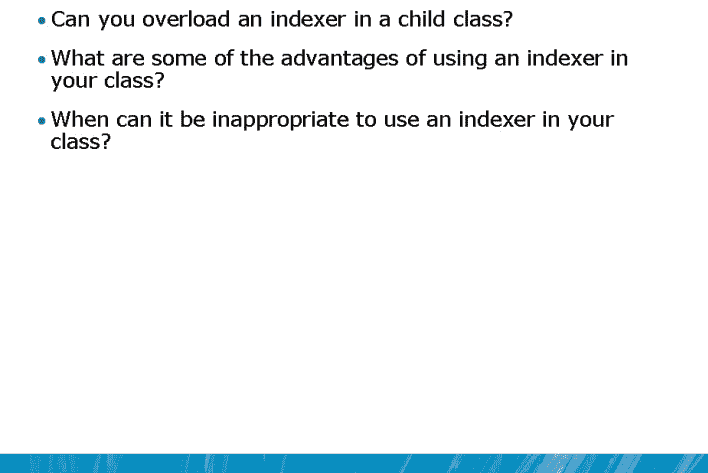 • Can you overload an indexer in a child class?
• What are some of the advantages of using an indexer in
your class?
• When can it be inappropriate to use an indexer in your
class?